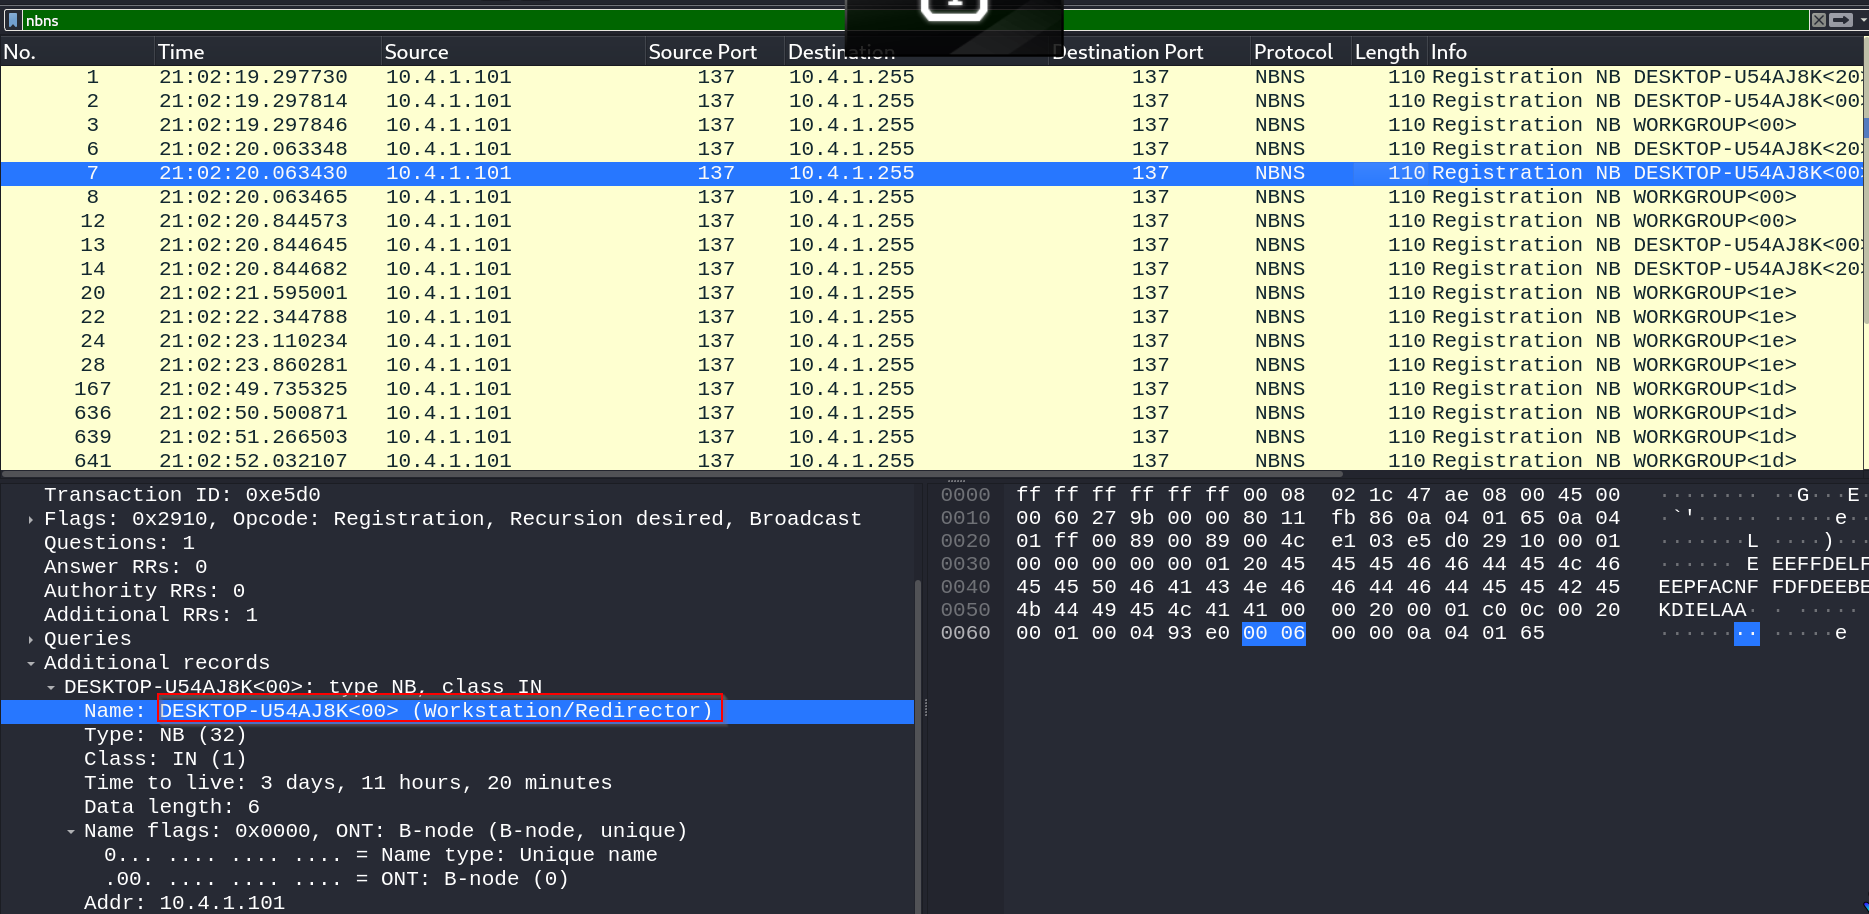 nbns
No. Time Source Source Port Destination Destination Port Protocol Length Info
1 21:02:19.297730 10.4.1.101 137 10.4.1.255 137 NBNS 110 Registration NB DESKTOP-U54AJ8K<20>
2 21:02:19.297814 10.4.1.101 137 10.4.1.255 137 NBNS 110 Registration NB DESKTOP-U54AJ8K<00>
3 21:02:19.297846 10.4.1.101 137 10.4.1.255 137 NBNS 110 Registration NB WORKGROUP<00>
6 21:02:20.063348 10.4.1.101 137 10.4.1.255 137 NBNS 110 Registration NB DESKTOP-U54AJ8K<20>
7 21:02:20.063430 10.4.1.101 137 10.4.1.255 137 NBNS 110 Registration NB DESKTOP-U54AJ8K<00>
8 21:02:20.063465 10.4.1.101 137 10.4.1.255 137 NBNS 110 Registration NB WORKGROUP<00>
12 21:02:20.844573 10.4.1.101 137 10.4.1.255 137 NBNS 110 Registration NB WORKGROUP<00>
13 21:02:20.844645 10.4.1.101 137 10.4.1.255 137 NBNS 110 Registration NB DESKTOP-U54AJ8K<00>
14 21:02:20.844682 10.4.1.101 137 10.4.1.255 137 NBNS 110 Registration NB DESKTOP-U54AJ8K<20>
20 21:02:21.595001 10.4.1.101 137 10.4.1.255 137 NBNS 110 Registration NB WORKGROUP<1e>
22 21:02:22.344788 10.4.1.101 137 10.4.1.255 137 NBNS 110 Registration NB WORKGROUP<1e>
24 21:02:23.110234 10.4.1.101 137 10.4.1.255 137 NBNS 110 Registration NB WORKGROUP<1e>
28 21:02:23.860281 10.4.1.101 137 10.4.1.255 137 NBNS 110 Registration NB WORKGROUP<1e>
167 21:02:49.735325 10.4.1.101 137 10.4.1.255 137 NBNS 110 Registration NB WORKGROUP<1d>
636 21:02:50.500871 10.4.1.101 137 10.4.1.255 137 NBNS 110 Registration NB WORKGROUP<1d>
639 21:02:51.266503 10.4.1.101 137 10.4.1.255 137 NBNS 110 Registration NB WORKGROUP<1d>
641 21:02:52.032107 10.4.1.101 137 10.4.1.255 137 NBNS 110 Registration NB WORKGROUP<1d>
Transaction ID: 0xe5d0
Flags: 0x2910, Opcode: Registration, Recursion desired, Broadcast
Questions: 1
Answer RRs: 0
Authority RRs: 0
Additional RRs: 1
Queries
Additional records
DESKTOP-U54AJ8K<00>: type NB, class IN
Name: DESKTOP-U54AJ8K<00> (Workstation/Redirector)
Type: NB (32)
Class: IN (1)
Time to live: 3 days, 11 hours, 20 minutes
Data length: 6
Name flags: 0x0000, ONT: B-node (B-node, unique)
0... .... .... .... = Name type: Unique name
.00. .... .... .... = ONT: B-node (0)
Addr: 10.4.1.101
0000 ff ff ff ff ff ff 00 08 02 1c 47 ae 08 00 45 00 ········ ··G···E·
0010 00 60 27 9b 00 00 80 11 fb 86 0a 04 01 65 0a 04 ·`'····· ·····e··
0020 01 ff 00 89 00 89 00 4c e1 03 e5 d0 29 10 00 01 ·······L ····)···
0030 00 00 00 00 00 01 20 45 45 45 46 46 44 45 4c 46 ······ E EEFFDELF
0040 45 45 50 46 41 43 4e 46 46 44 46 44 45 45 42 45 EEPFACNF FDFDEEBE
0050 4b 44 49 45 4c 41 41 00 00 20 00 01 c0 0c 00 20 KDIELAA· · ·····
0060 00 01 00 04 93 e0 00 06 00 00 0a 04 01 65 ········ ·····e